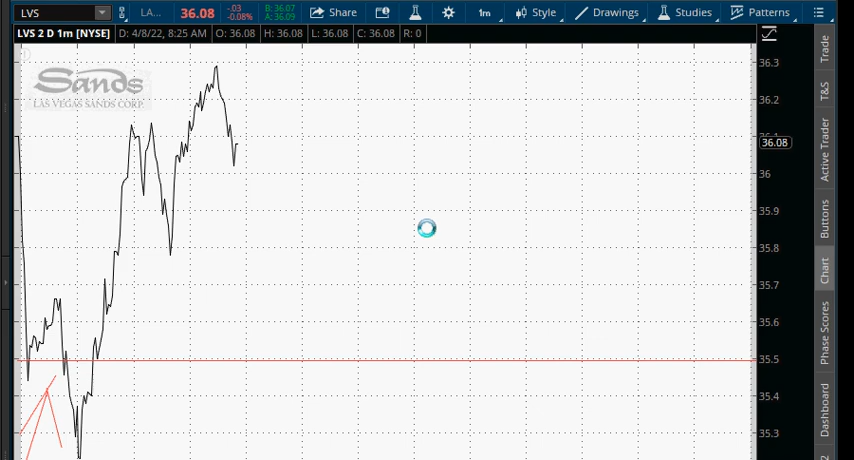 LVS LA... 36.08 -.03 -0.08% B: 36.07 A: 36.09 Share 1m Style Drawings Studies Patterns
LVS 2 D 1m [NYSE] D: 4/8/22, 8:25 AM O: 36.08 H: 36.08 L: 36.08 C: 36.08 R: 0
Sands
LAS VEGAS SANDS CORP.
36.3
36.2
36.1
36.08
36
35.9
35.8
35.7
35.6
35.5
35.4
35.3
Trade
T&S
Active Trader
Buttons
Chart
Phase Scores
Dashboard
2